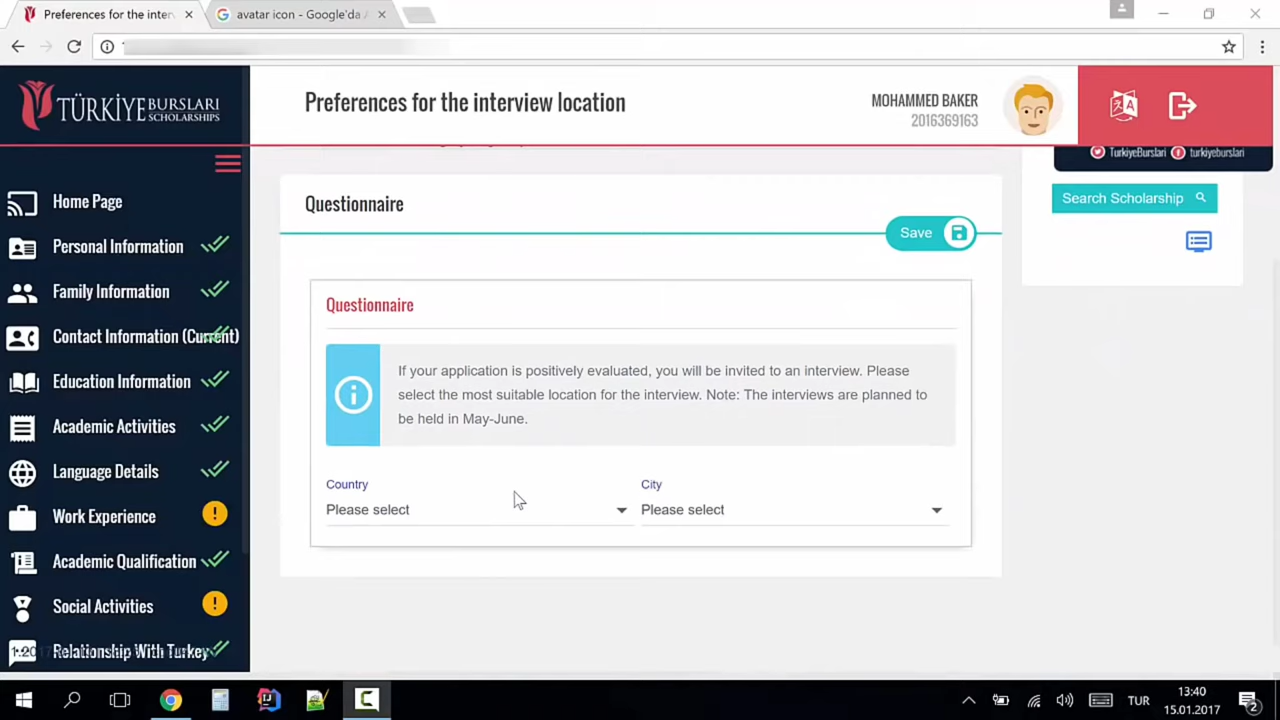 Preferences for the inter
avatar icon - Google'da A
TÜRKİYE BURSLARI
SCHOLARSHIPS
Preferences for the interview location
MOHAMMED BAKER
2016369163
TurkiyeBurslari turkiyeburslari
Search Scholarship
Home Page
Personal Information
Family Information
Contact Information (Current)
Education Information
Academic Activities
Language Details
Work Experience
Academic Qualification
Social Activities
Relationship With Turkey
Questionnaire
Save
Questionnaire
If your application is positively evaluated, you will be invited to an interview. Please
select the most suitable location for the interview. Note: The interviews are planned to
be held in May-June.
Country
Please select
City
Please select
TUR
13:40
15.01.2017
2